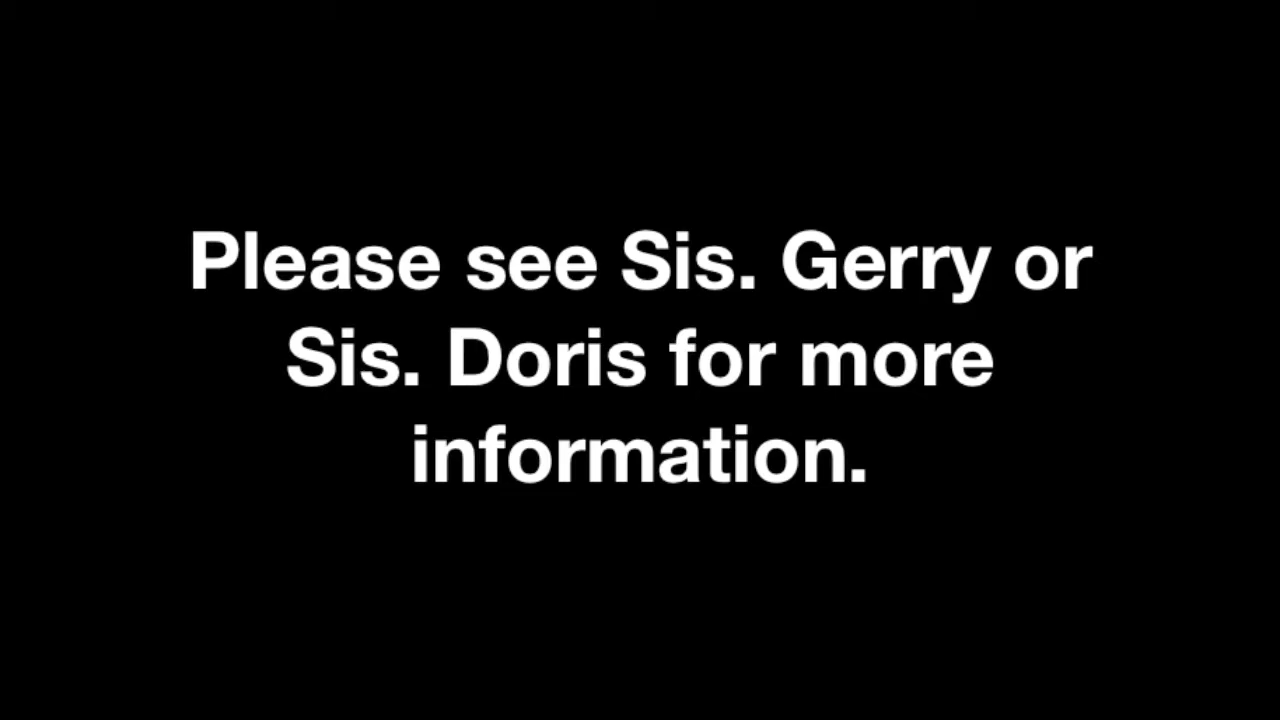 Please see Sis. Gerry or
Sis. Doris for more
information.